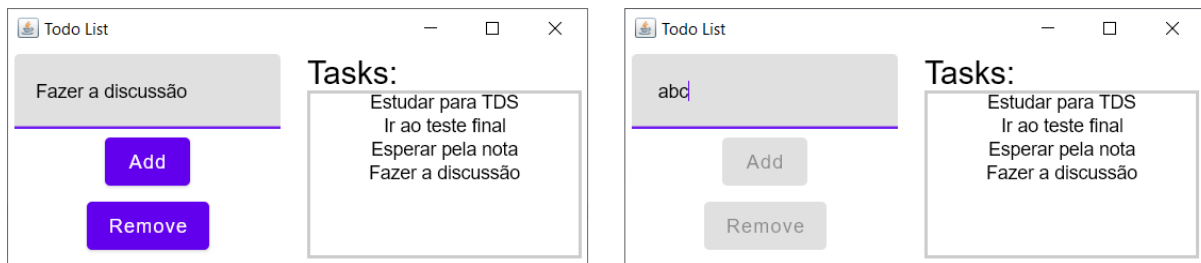 Todo List
Fazer a discussão
Add
Remove
Tasks:
Estudar para TDS
Ir ao teste final
Esperar pela nota
Fazer a discussão
Todo List
abc
Add
Remove
Tasks:
Estudar para TDS
Ir ao teste final
Esperar pela nota
Fazer a discussão